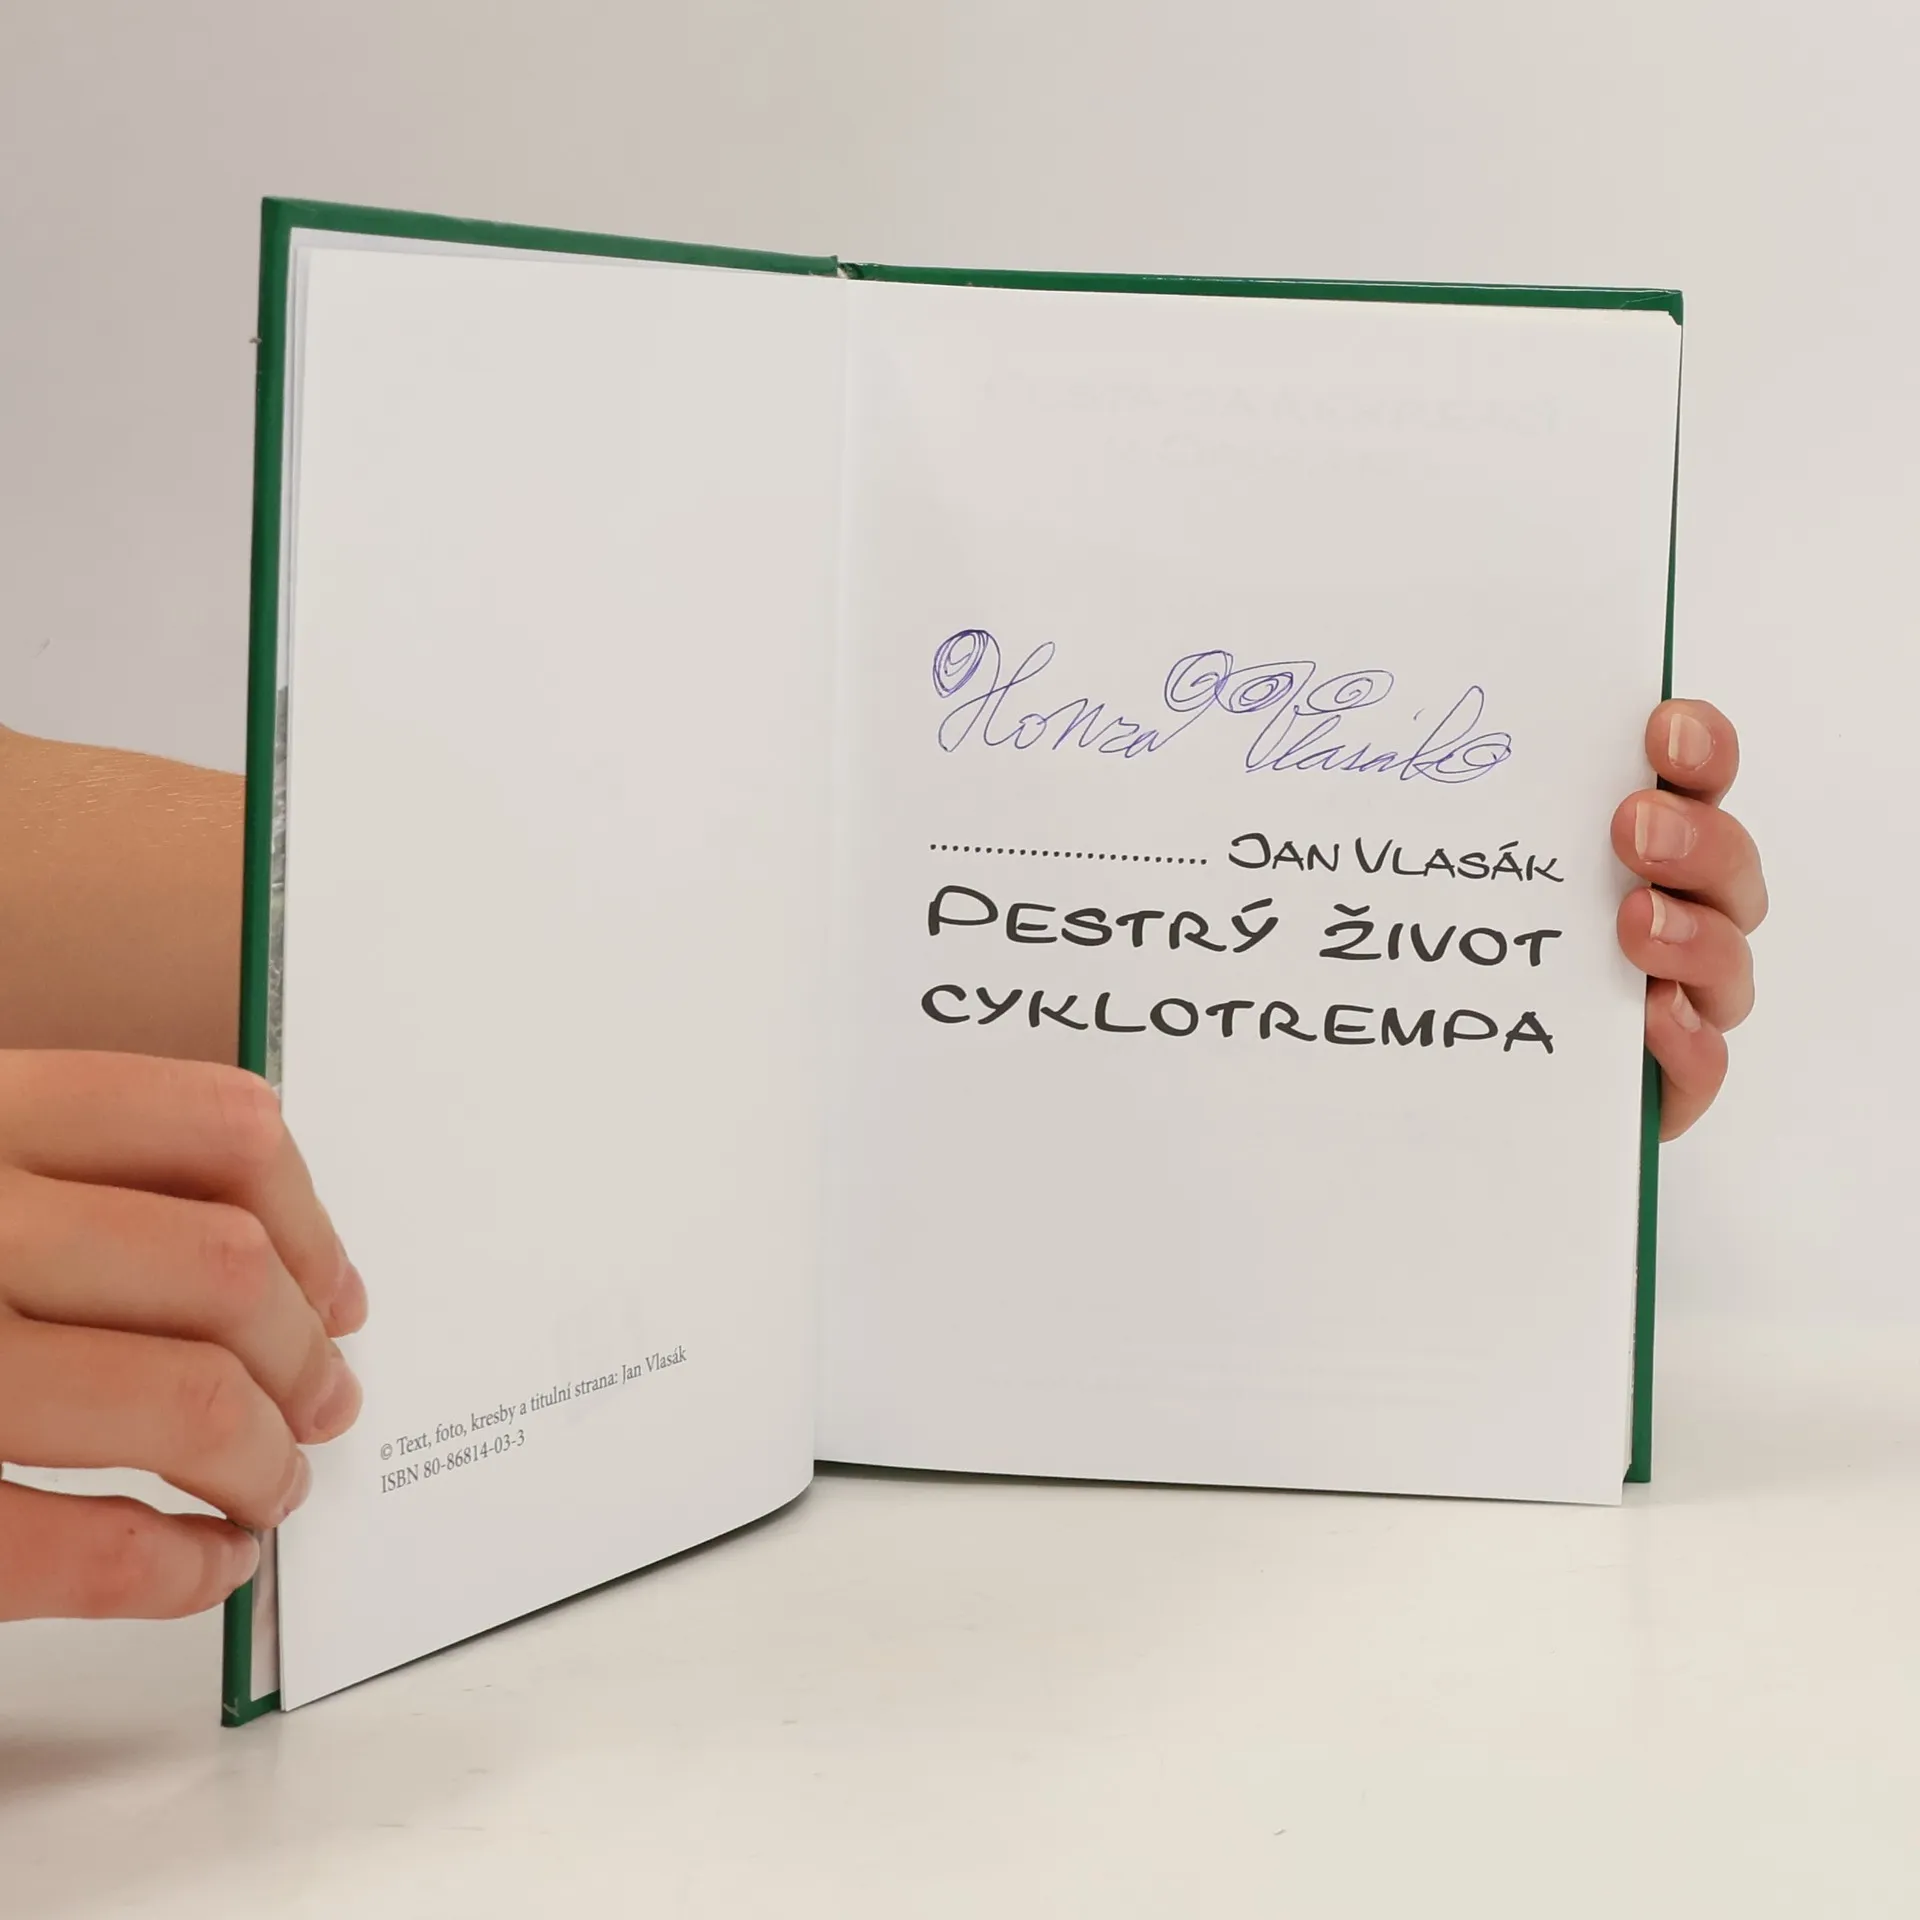 © Text, foto, kresby a titulní strana: Jan Vlasák
ISBN 80-86814-03-3
Honza Vlasák
........................ JAN VLASÁK
PESTRÝ ŽIVOT
CYKLOTREMPA